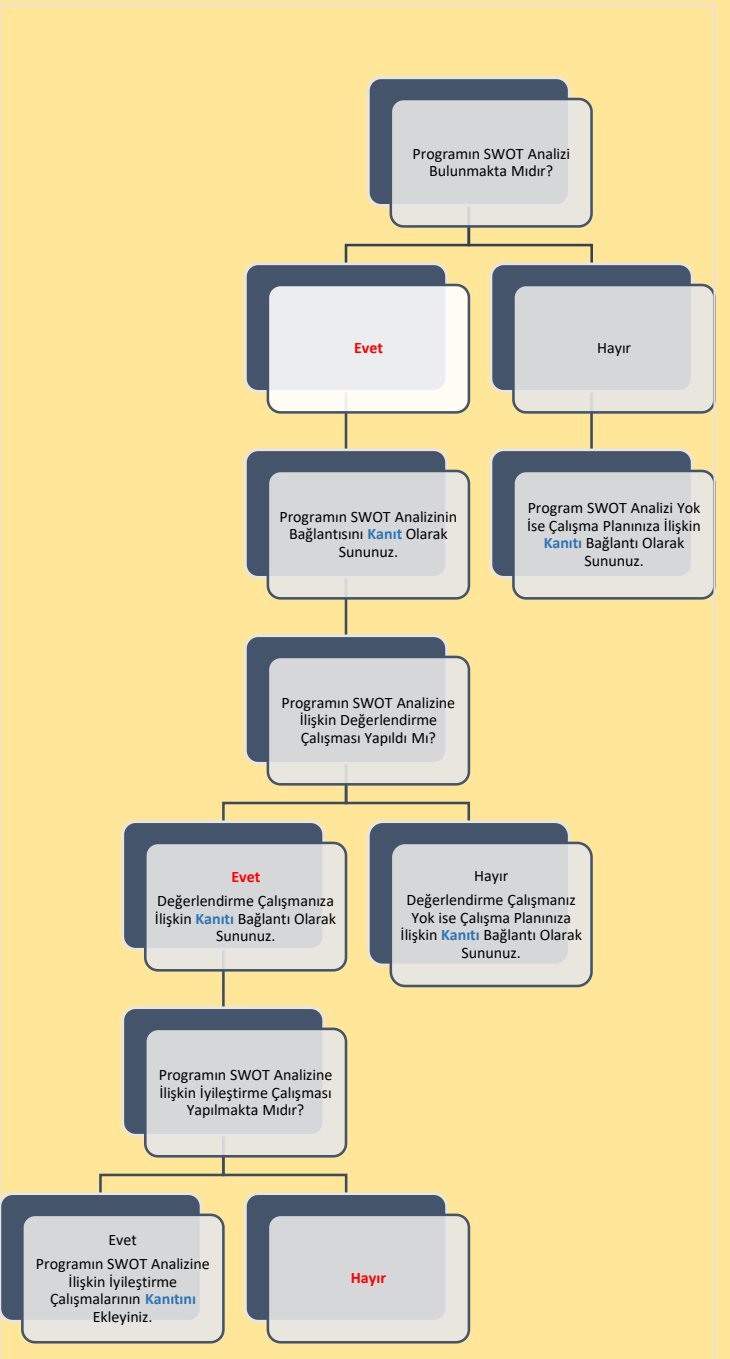 Programın SWOT Analizi
Bulunmakta Mıdır?
Evet
Hayır
Programın SWOT Analizinin
Bağlantısını Kanıt Olarak
Sununuz.
Program SWOT Analizi Yok
İse Çalışma Planınıza İlişkin
Kanıtı Bağlantı Olarak
Sununuz.
Programın SWOT Analizine
İlişkin Değerlendirme
Çalışması Yapıldı Mı?
Evet
Değerlendirme Çalışmanıza
İlişkin Kanıtı Bağlantı Olarak
Sununuz.
Hayır
Değerlendirme Çalışmanız
Yok ise Çalışma Planınıza
İlişkin Kanıtı Bağlantı Olarak
Sununuz.
Programın SWOT Analizine
İlişkin İyileştirme Çalışması
Yapılmakta Mıdır?
Evet
Programın SWOT Analizine
İlişkin İyileştirme
Çalışmalarının Kanıtını
Ekleyiniz.
Hayır